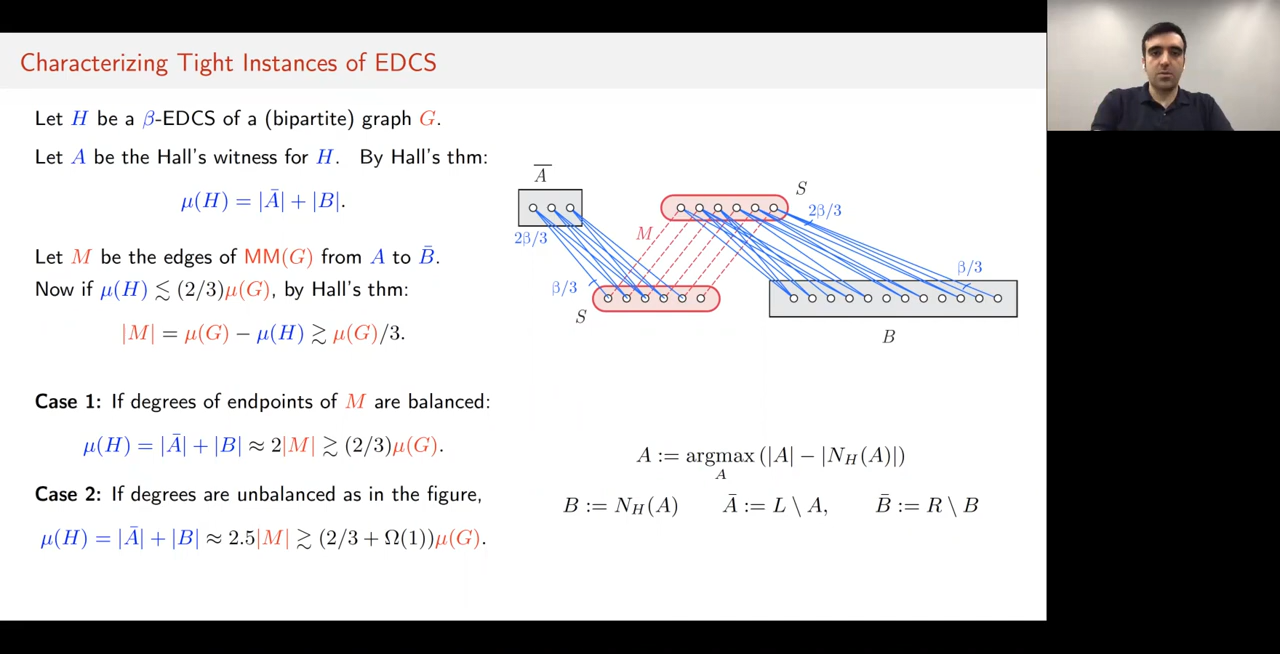 Characterizing Tight Instances of EDCS
Let H be a β-EDCS of a (bipartite) graph G.
Let A be the Hall's witness for H. By Hall's thm:
μ(H) = |Ā| + |B|.
Let M be the edges of MM(G) from A to B̄.
Now if μ(H) ≲ (2/3)μ(G), by Hall's thm:
|M| = μ(G) − μ(H) ≳ μ(G)/3.
Case 1: If degrees of endpoints of M are balanced:
μ(H) = |Ā| + |B| ≈ 2|M| ≳ (2/3)μ(G).
Case 2: If degrees are unbalanced as in the figure,
μ(H) = |Ā| + |B| ≈ 2.5|M| ≳ (2/3 + Ω(1))μ(G).
Ā
S
2β/3
M
2β/3
β/3
β/3
S
B
A := argmax (|A| − |N_H(A)|)
A
B := N_H(A) Ā := L \ A, B̄ := R \ B